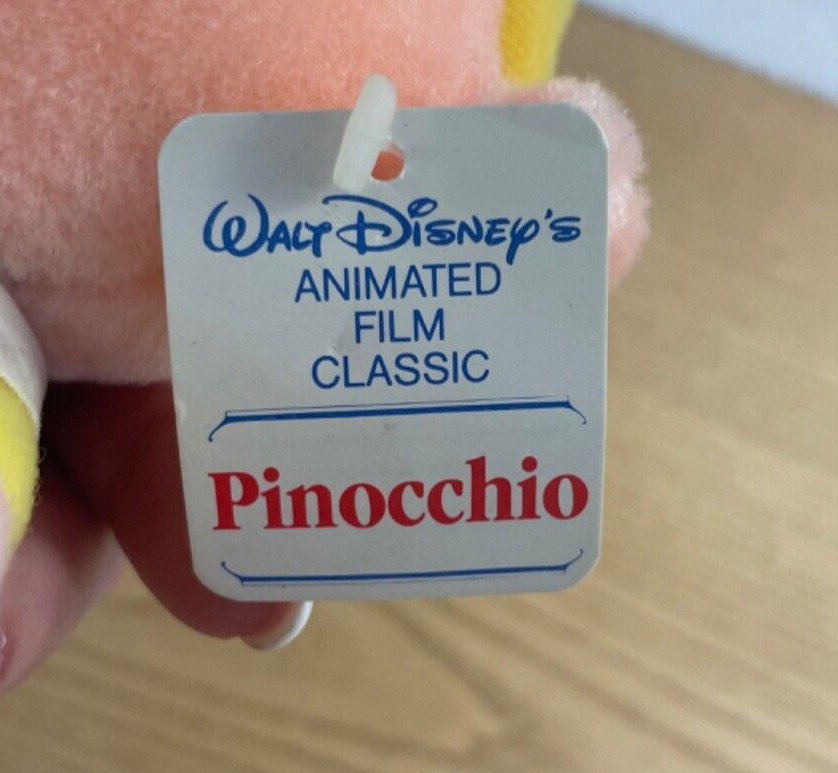 WALT DISNEY'S
ANIMATED
FILM
CLASSIC
Pinocchio